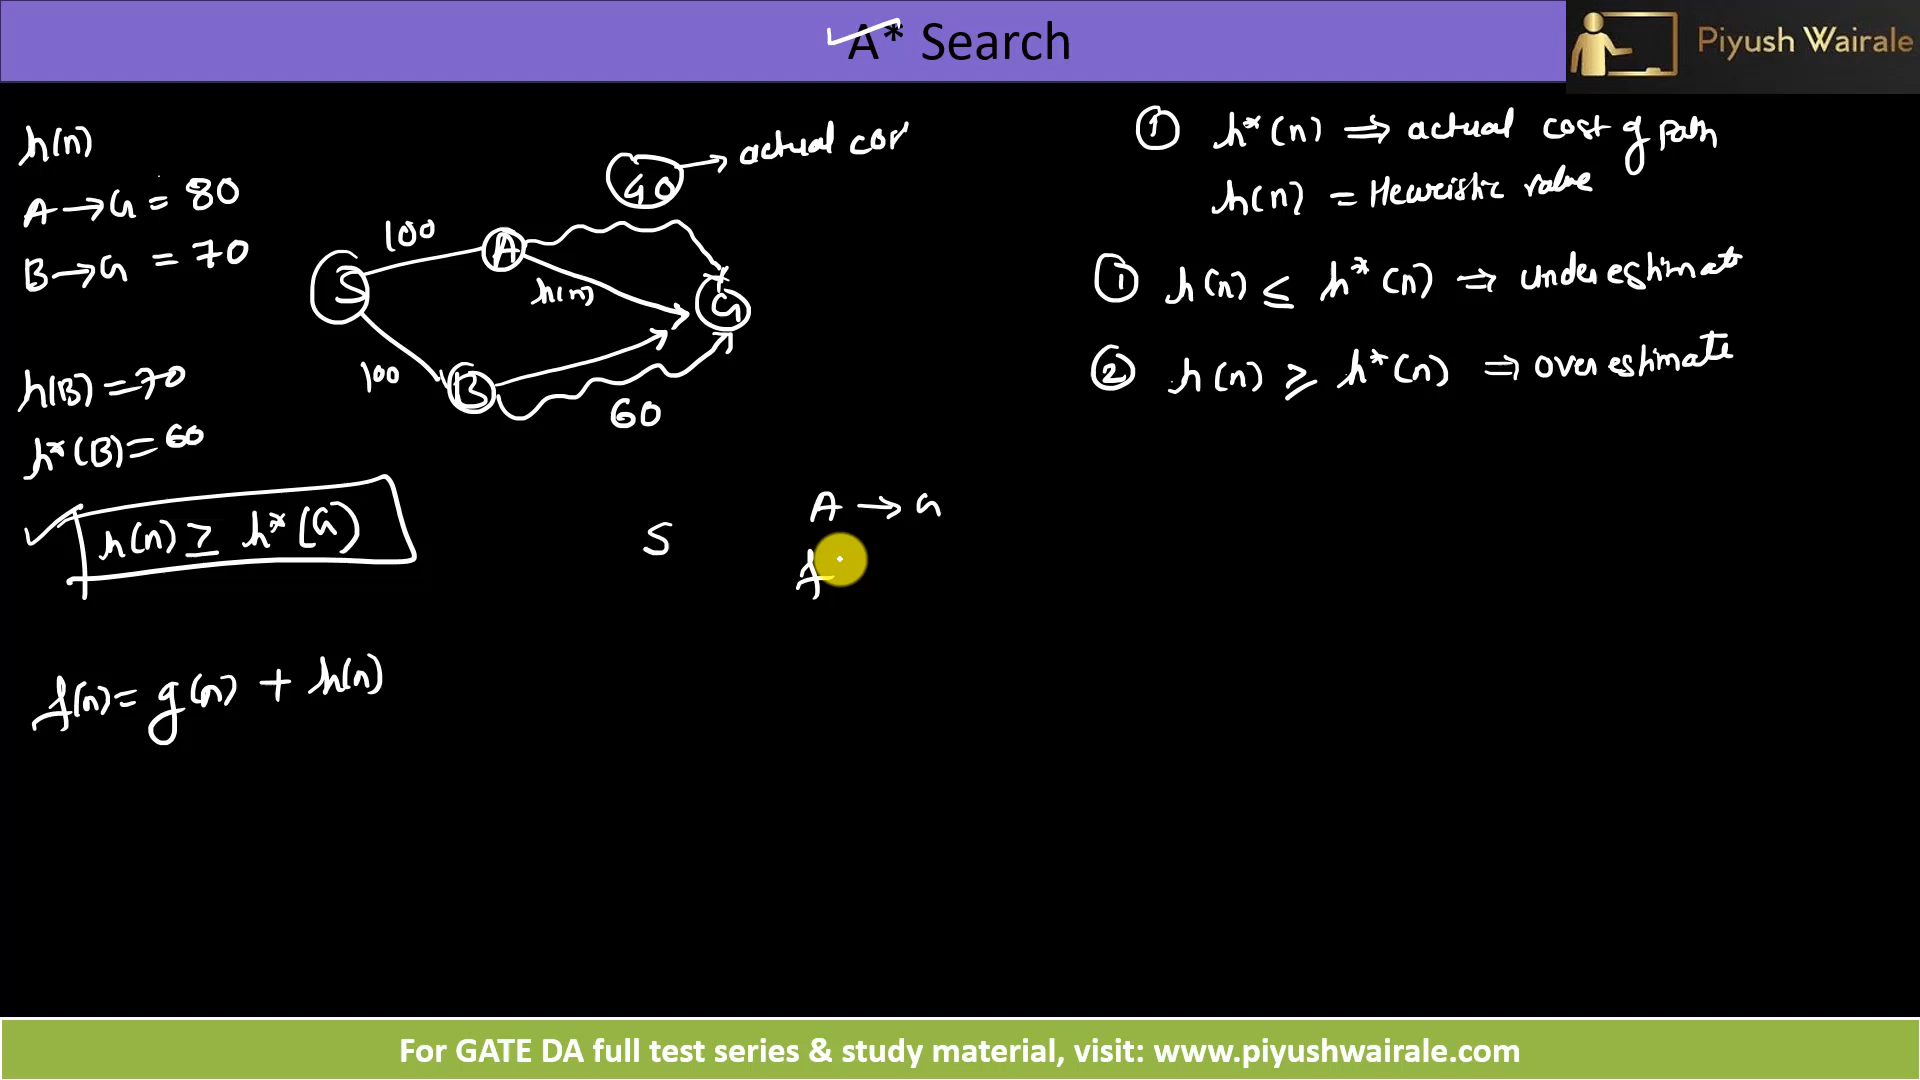 A* Search
Piyush Wairale
h(n)
A → G = 80
B → G = 70
h(B) = 70
h*(B) = 60
h(n) ≥ h*(G)
f(n) = g(n) + h(n)
S
100
A
40 → actual
h(n)
G
100
B
60
S
A → G
f
① h*(n) ⇒ actual cost of path
h(n) = Heuristic value
① h(n) ≤ h*(n) ⇒ underestimate
② h(n) ≥ h*(n) ⇒ overestimate
For GATE DA full test series & study material, visit: www.piyushwairale.com